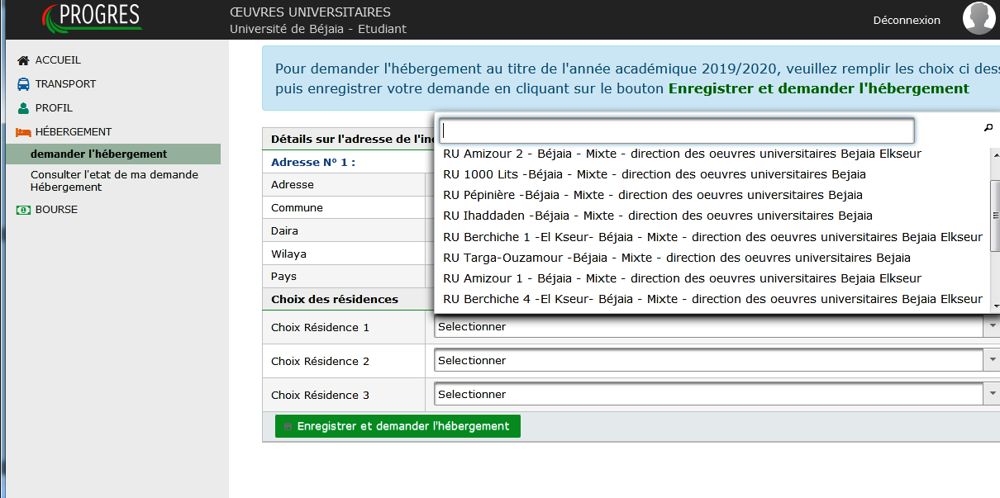 PROGRES
ŒUVRES UNIVERSITAIRES
Université de Béjaia - Etudiant
Déconnexion
ACCUEIL
TRANSPORT
PROFIL
HÉBERGEMENT
demander l'hébergement
Consulter l'etat de ma demande
Hébergement
BOURSE
Pour demander l'hébergement au titre de l'année académique 2019/2020, veuillez remplir les choix ci dess
puis enregistrer votre demande en cliquant sur le bouton Enregistrer et demander l'hébergement
Détails sur l'adresse de l'in
Adresse N° 1 :
Adresse
Commune
Daira
Wilaya
Pays
RU Amizour 2 - Béjaia - Mixte - direction des oeuvres universitaires Bejaia Elkseur
RU 1000 Lits -Béjaia - Mixte - direction des oeuvres universitaires Bejaia
RU Pépinière -Béjaia - Mixte - direction des oeuvres universitaires Bejaia
RU Ihaddaden -Béjaia - Mixte - direction des oeuvres universitaires Bejaia
RU Berchiche 1 -El Kseur- Béjaia - Mixte - direction des oeuvres universitaires Bejaia Elkseur
RU Targa-Ouzamour -Béjaia - Mixte - direction des oeuvres universitaires Bejaia
RU Amizour 1 - Béjaia - Mixte - direction des oeuvres universitaires Bejaia Elkseur
RU Berchiche 4 -El Kseur- Béjaia - Mixte - direction des oeuvres universitaires Bejaia Elkseur
Choix des résidences
Choix Résidence 1 Selectionner
Choix Résidence 2 Selectionner
Choix Résidence 3 Selectionner
Enregistrer et demander l'hébergement